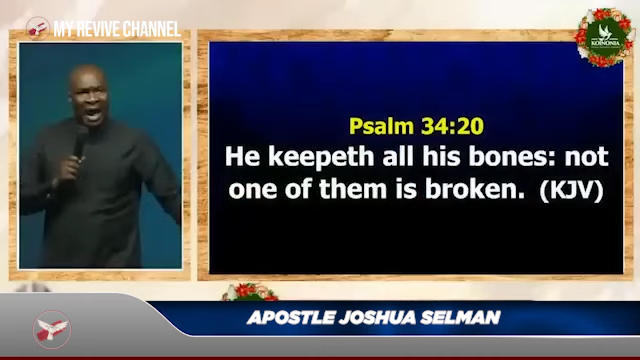 MY REVIVE CHANNEL
KOINONIA
Psalm 34:20
He keepeth all his bones: not
one of them is broken. (KJV)
APOSTLE JOSHUA SELMAN